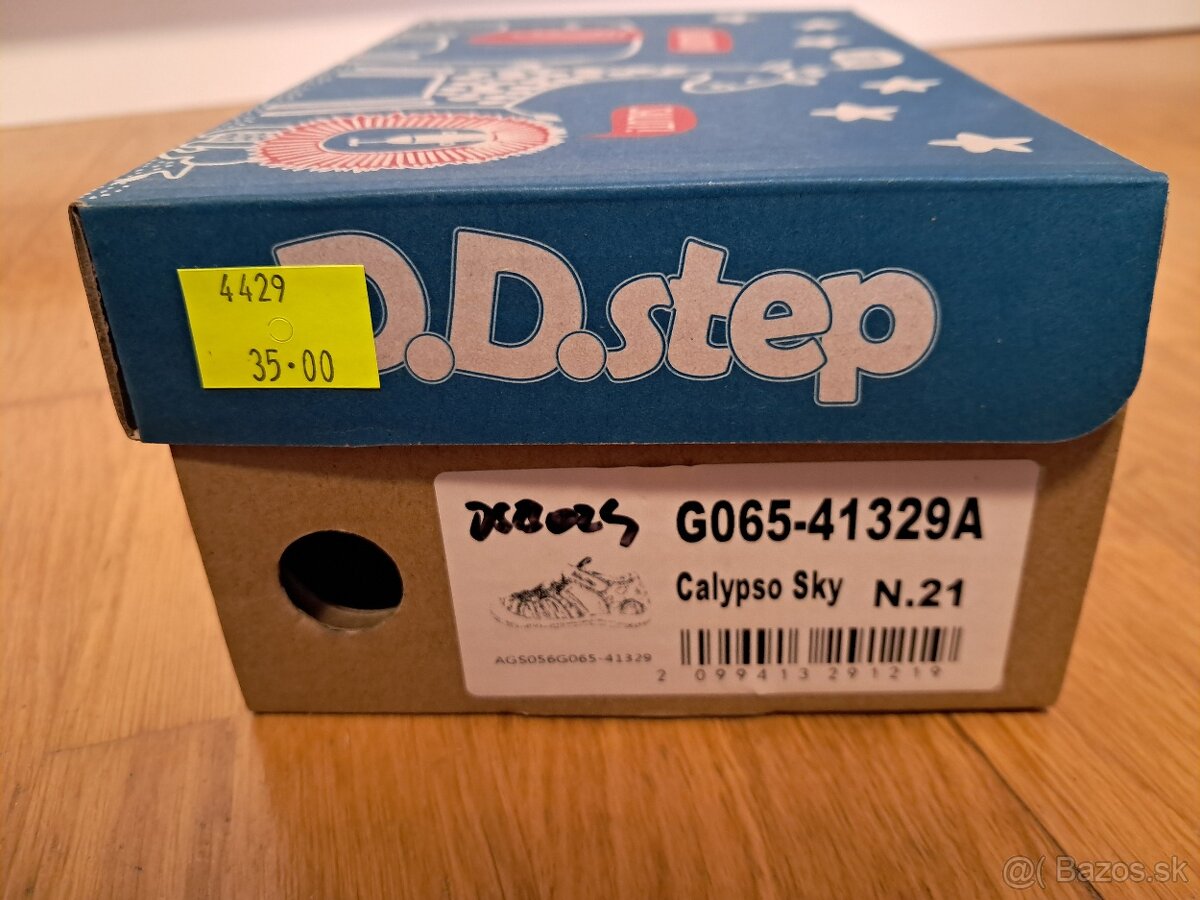 D.D.step
4429
35.00
G065-41329A
Calypso Sky N.21
AGS056G065-41329
2 099413 291219
@( Bazos.sk